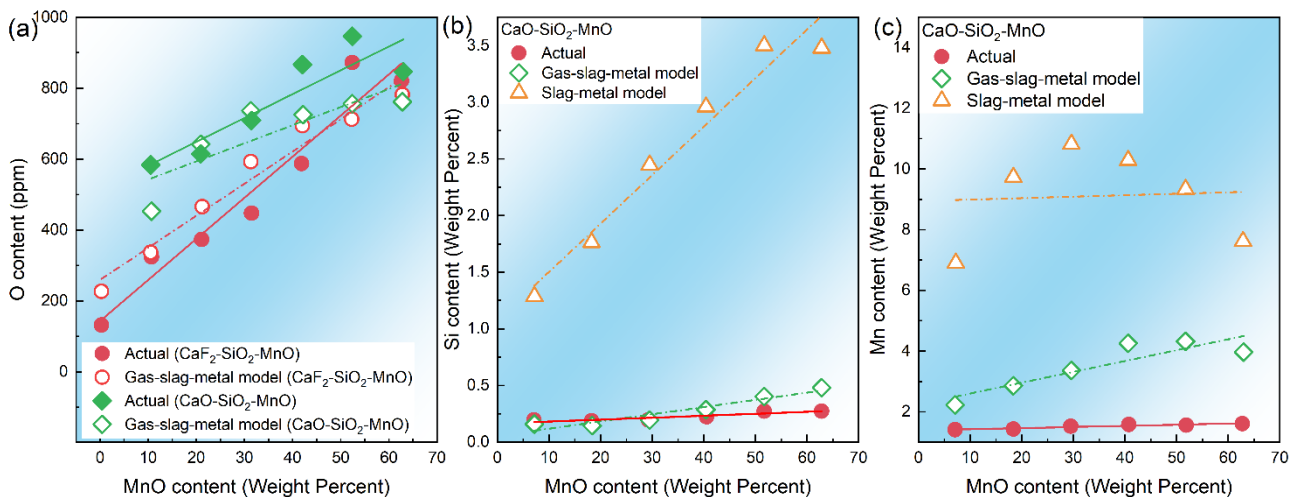 (a)
1000
800
600
400
200
0
O content (ppm)
Actual (CaF₂-SiO₂-MnO)
Gas-slag-metal model (CaF₂-SiO₂-MnO)
Actual (CaO-SiO₂-MnO)
Gas-slag-metal model (CaO-SiO₂-MnO)
0 10 20 30 40 50 60 70
MnO content (Weight Percent)
(b)
CaO-SiO₂-MnO
Actual
Gas-slag-metal model
Slag-metal model
3.5
3.0
2.5
2.0
1.5
1.0
0.5
0.0
Si content (Weight Percent)
0 10 20 30 40 50 60 70
MnO content (Weight Percent)
(c)
CaO-SiO₂-MnO
Actual
Gas-slag-metal model
Slag-metal model
14
12
10
8
6
4
2
Mn content (Weight Percent)
0 10 20 30 40 50 60 70
MnO content (Weight Percent)